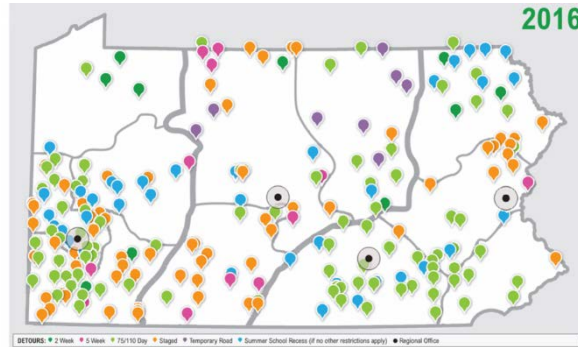 2016
DETOURS: 2 Week 5 Week 75/110 Day Staged Temporary Road Summer School Recess (if no other restrictions apply) Regional Office